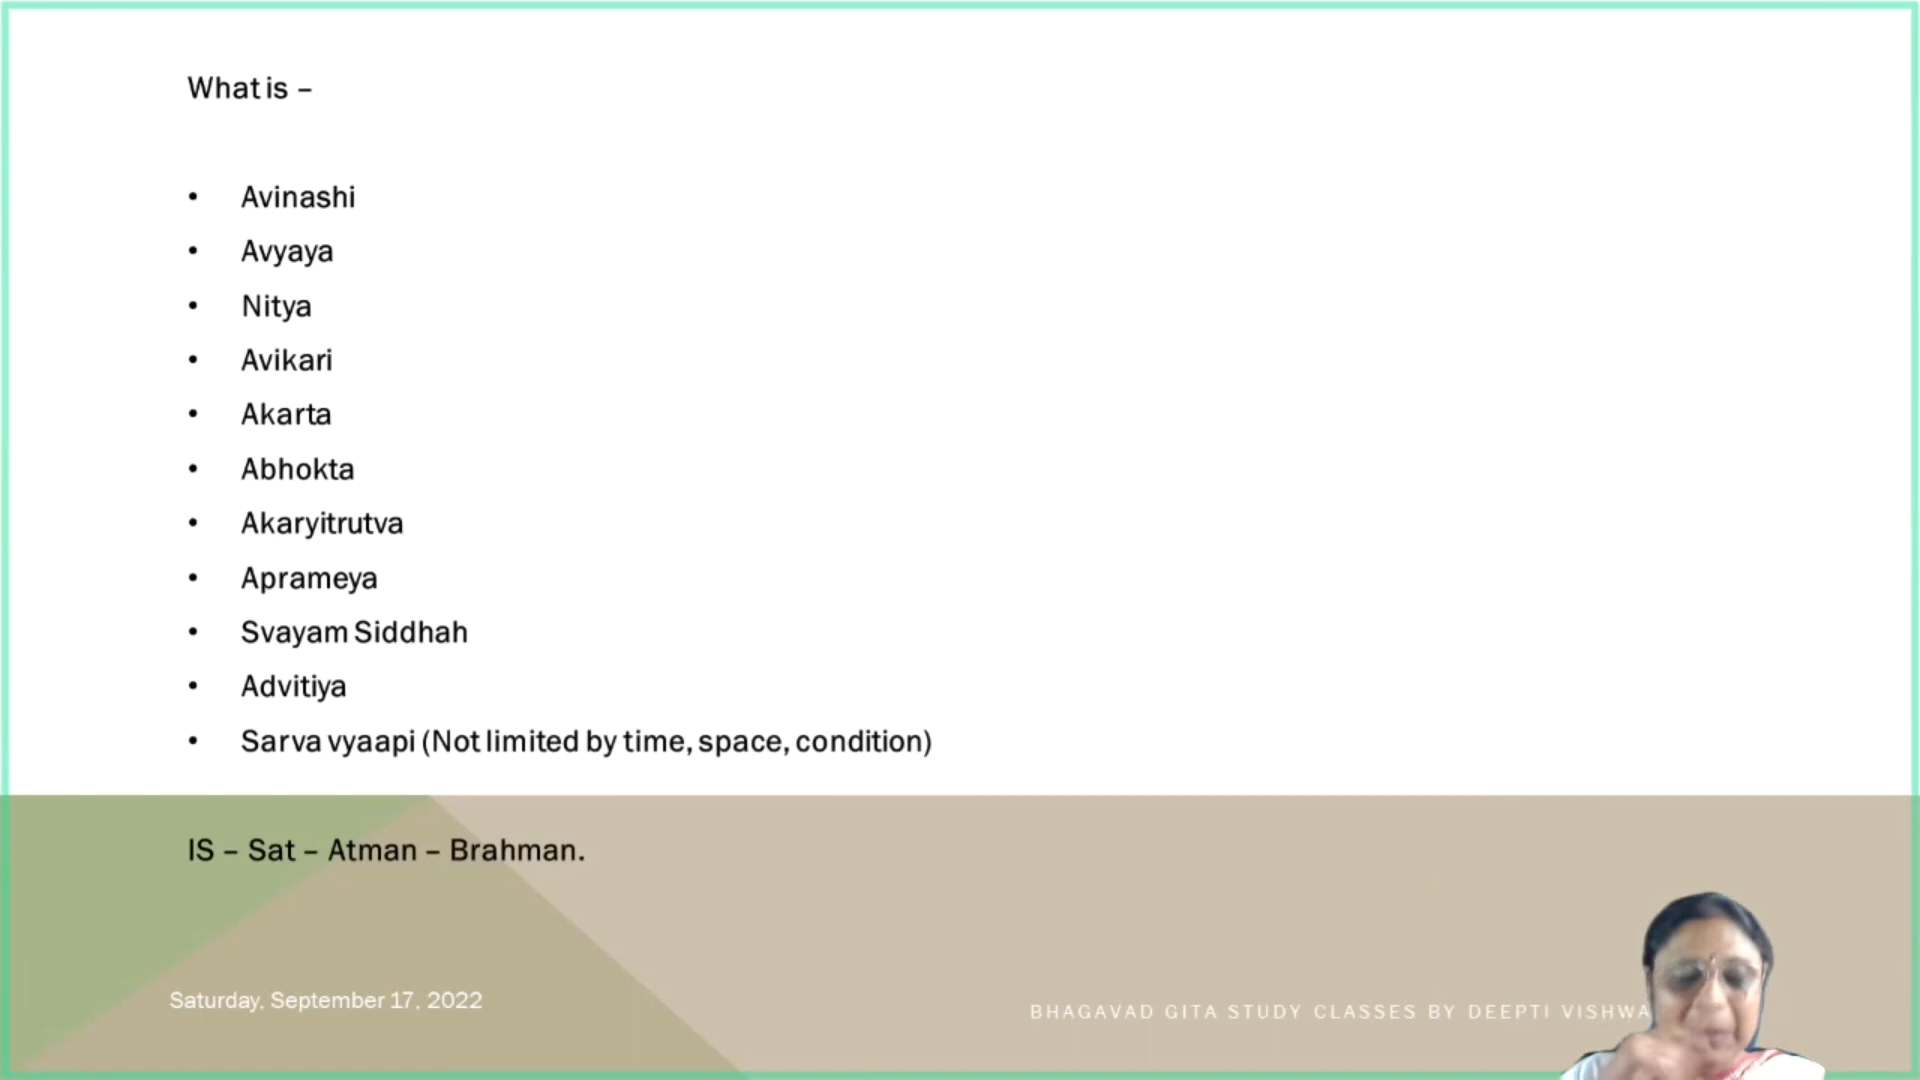 What is –
• Avinashi
• Avyaya
• Nitya
• Avikari
• Akarta
• Abhokta
• Akaryitrutva
• Aprameya
• Svayam Siddhah
• Advitiya
• Sarva vyaapi (Not limited by time, space, condition)
IS – Sat – Atman – Brahman.
Saturday, September 17, 2022
BHAGAVAD GITA STUDY CLASSES BY DEEPTI VISHWA